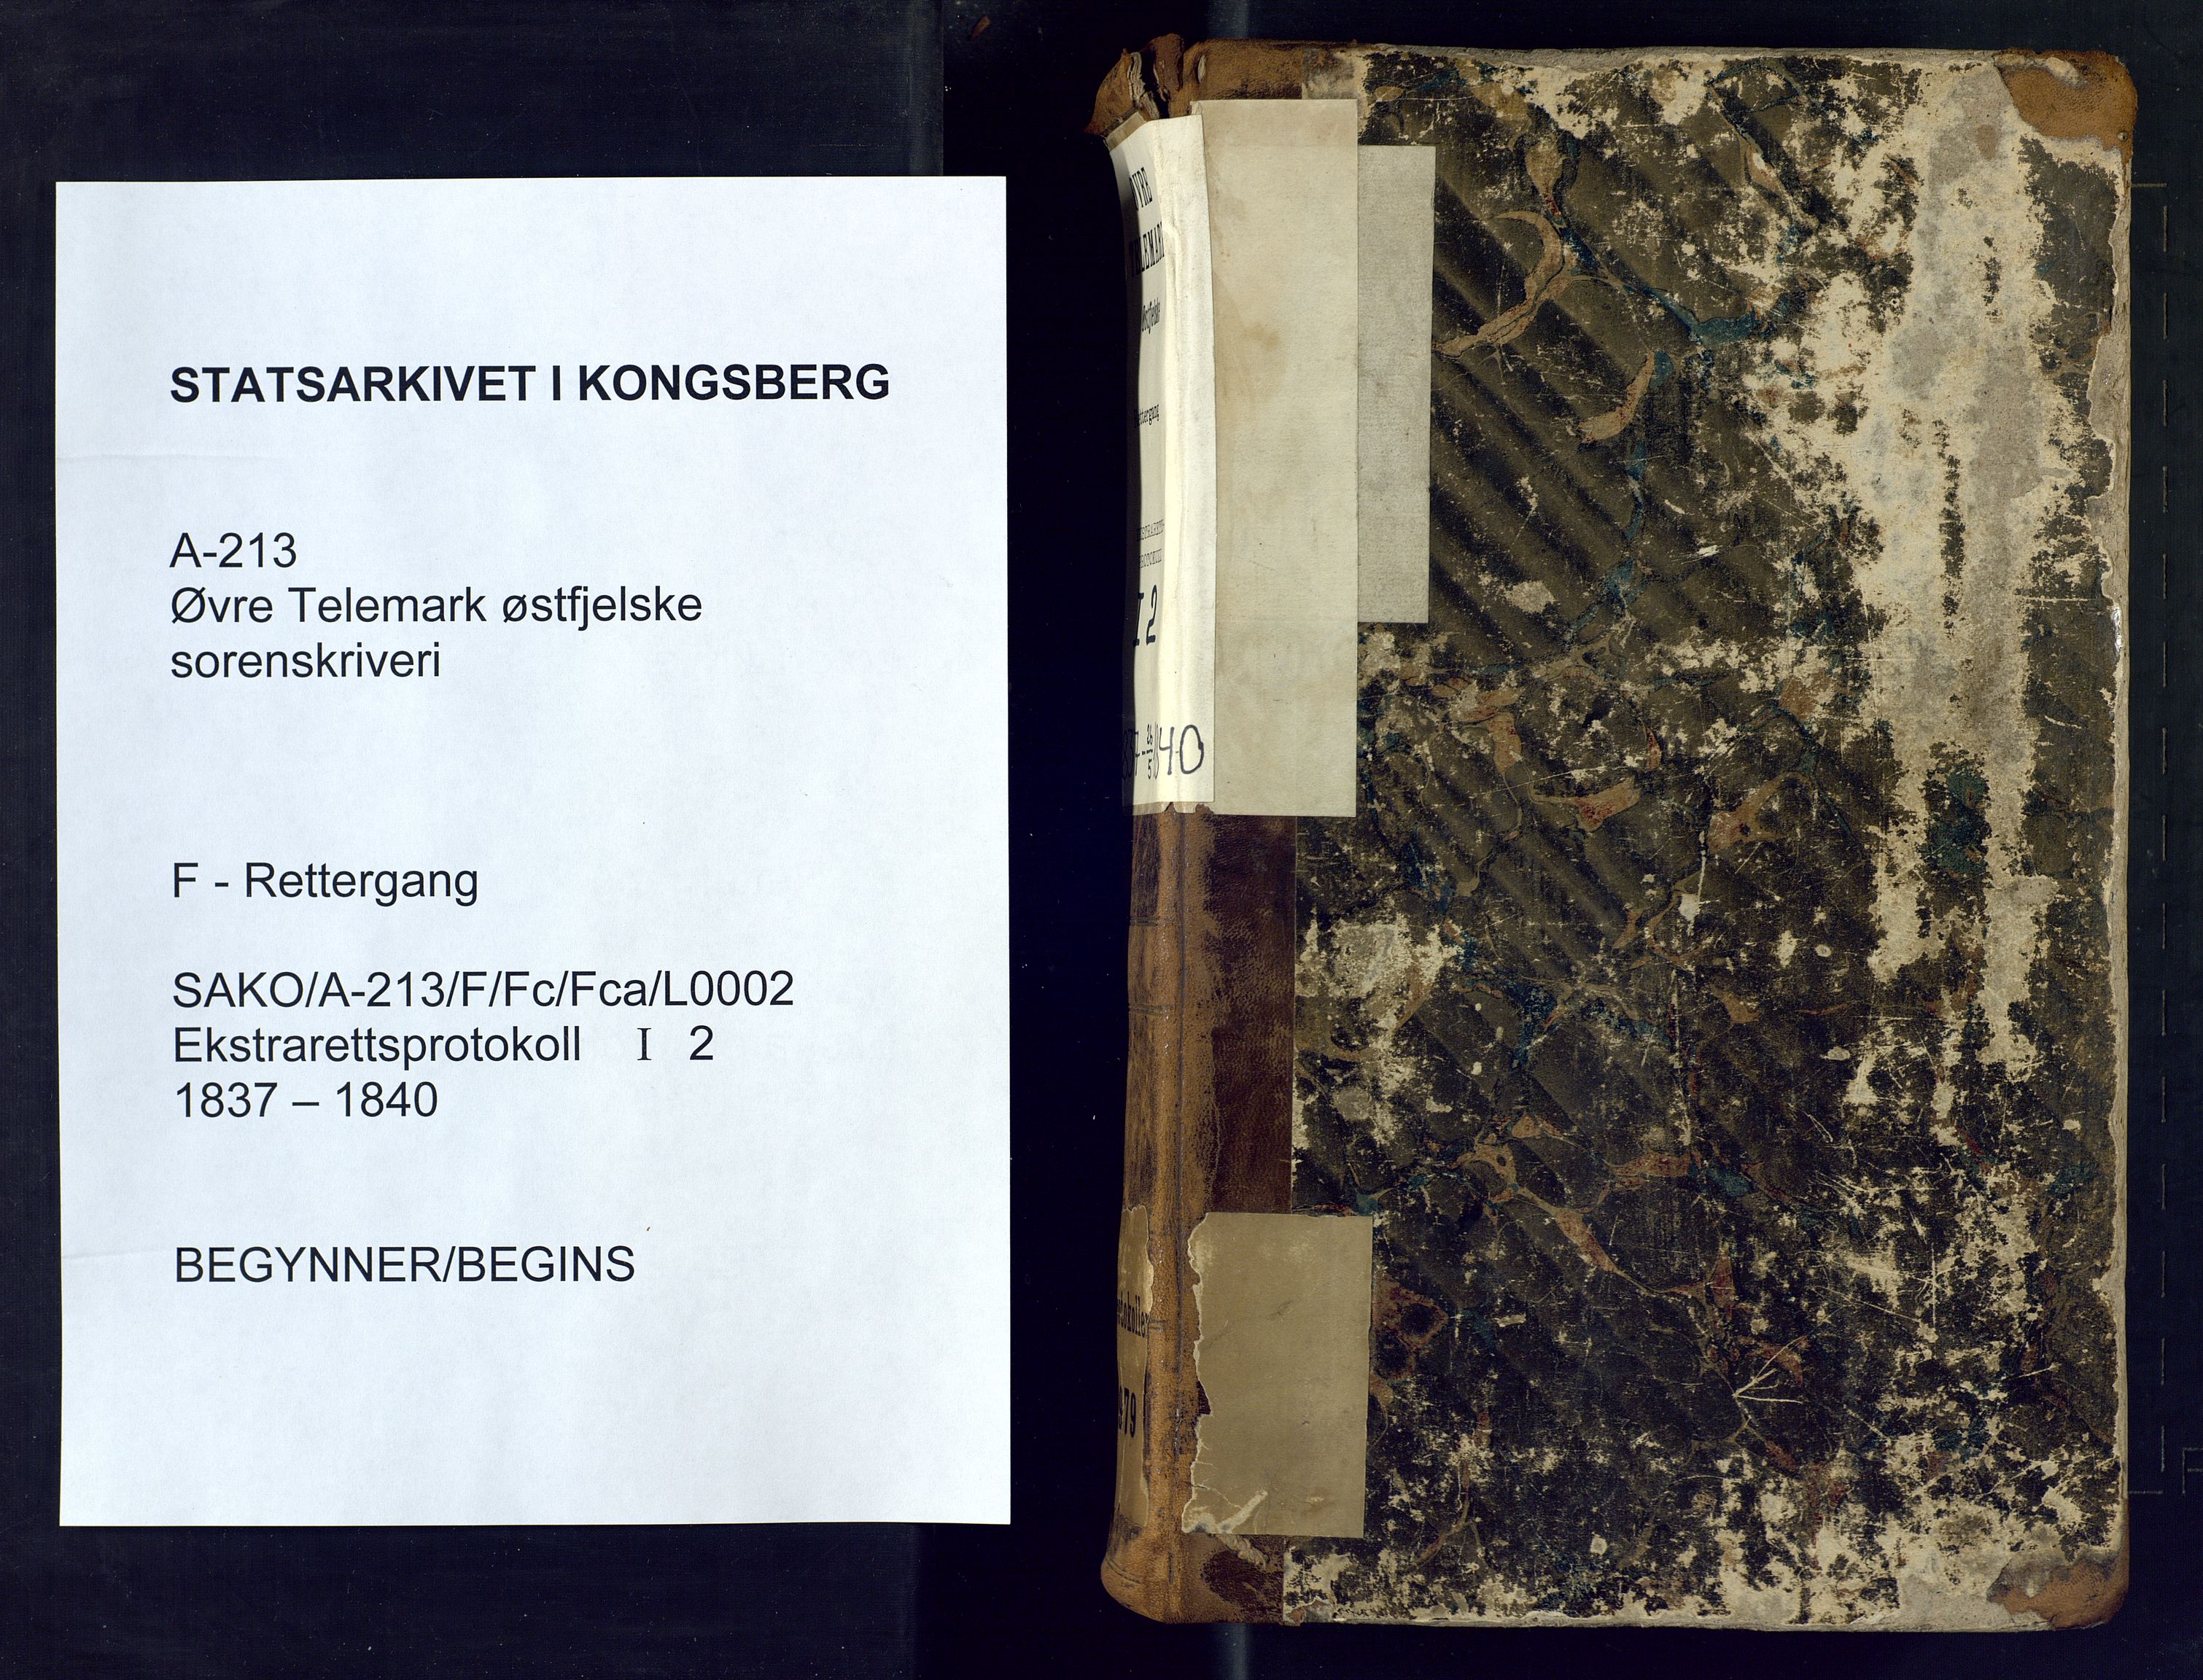 STATSARKIVET I KONGSBERG
A-213
Øvre Telemark østfjelske
sorenskriveri
F - Rettergang
SAKO/A-213/F/Fc/Fca/L0002
Ekstrarettsprotokoll I 2
1837 – 1840
BEGYNNER/BEGINS
I 2